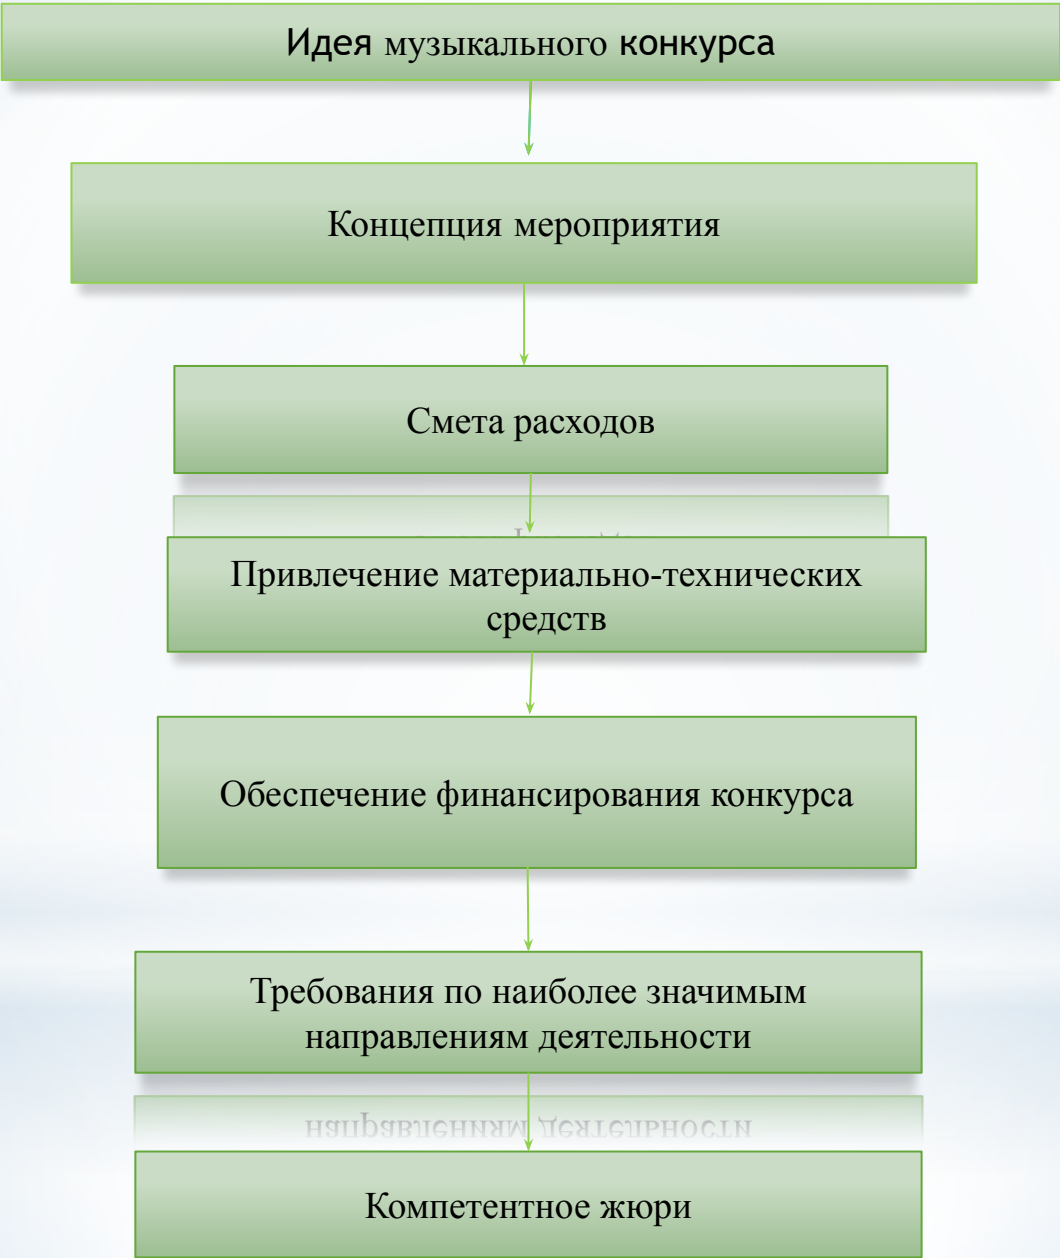 Идея музыкального конкурса
Концепция мероприятия
Смета расходов
Привлечение материально-технических
средств
Обеспечение финансирования конкурса
Требования по наиболее значимым
направлениям деятельности
Компетентное жюри